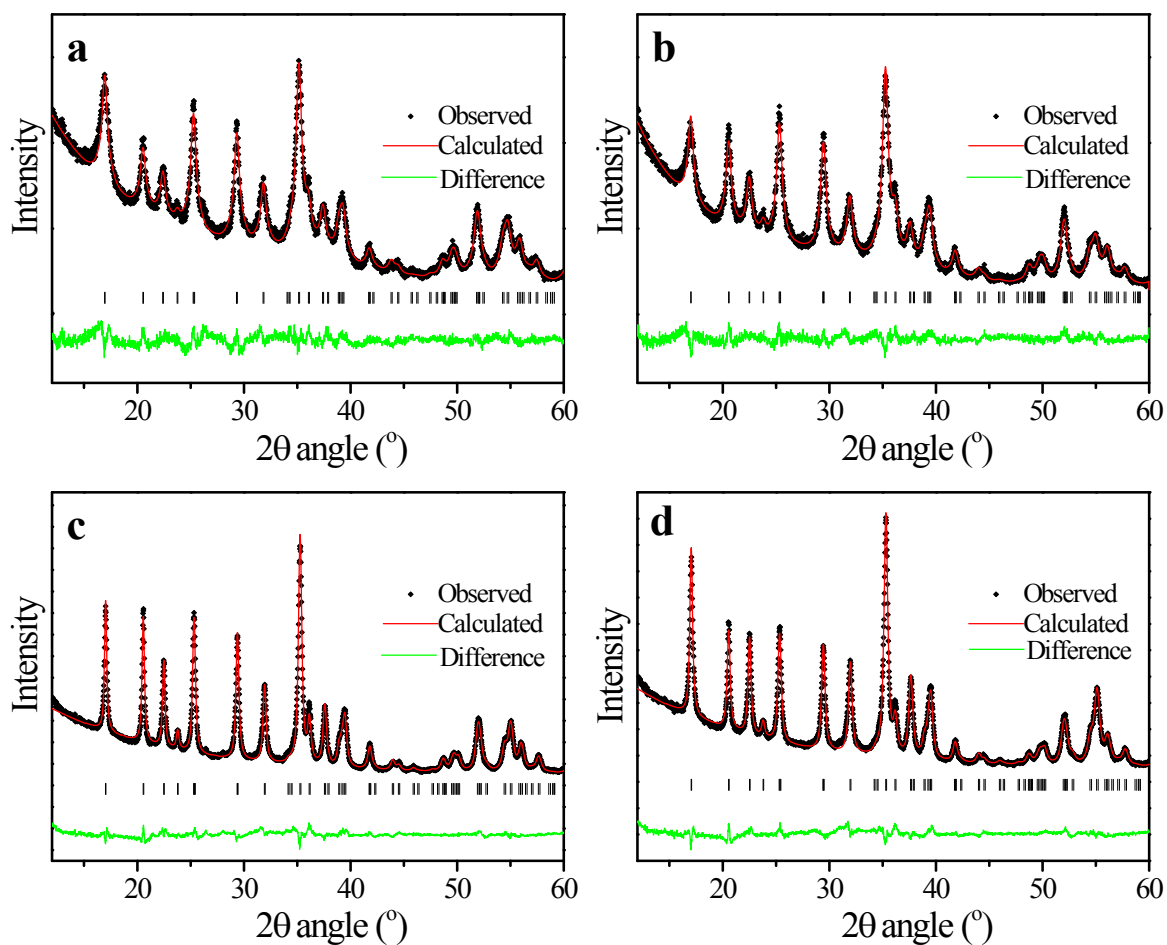 a
Observed
Calculated
Difference
Intensity
20 30 40 50 60
2θ angle (°)
b
Observed
Calculated
Difference
Intensity
20 30 40 50 60
2θ angle (°)
c
Observed
Calculated
Difference
Intensity
20 30 40 50 60
2θ angle (°)
d
Observed
Calculated
Difference
Intensity
20 30 40 50 60
2θ angle (°)